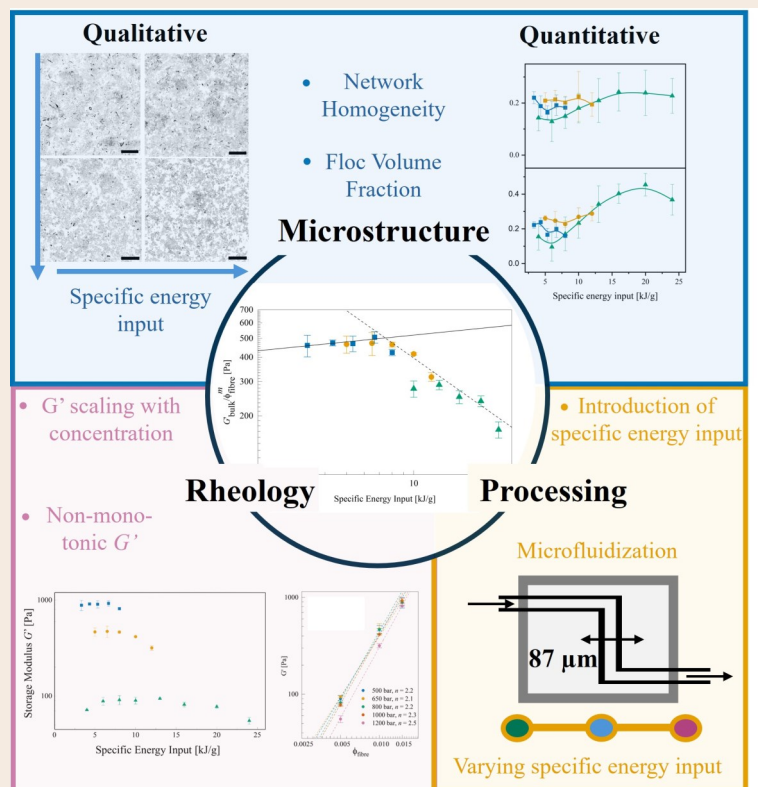 Qualitative
Quantitative
• Network
Homogeneity
• Floc Volume
Fraction
0.2
0.0
0.4
0.2
0.0
5 10 15 20 25
Specific energy input [kJ/g]
Specific energy
input
Microstructure
700
600
500
400
300
200
G'bulk/ϕ^m fibre [Pa]
10
Specific Energy Input [kJ/g]
• G' scaling with
concentration
• Introduction of
specific energy input
Rheology
Processing
• Non-mono-
tonic G'
Microfluidization
87 µm
1000
100
Storage Modulus G' [Pa]
0 5 10 15 20 25
Specific Energy Input [kJ/g]
1000
100
G' [Pa]
500 bar, n = 2.2
650 bar, n = 2.1
800 bar, n = 2.2
1000 bar, n = 2.3
1200 bar, n = 2.5
0.0025 0.005 0.010 0.015
ϕfibre
Varying specific energy input